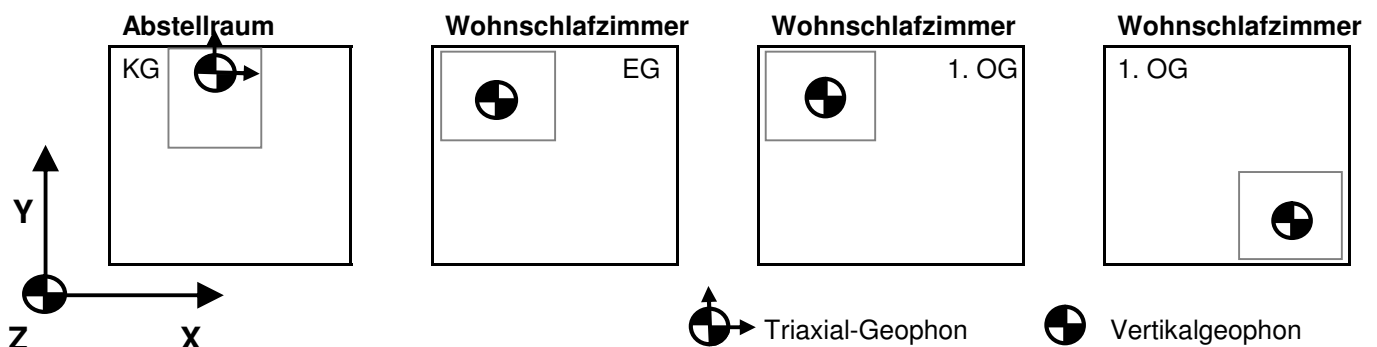 Abstellraum Wohnschlafzimmer Wohnschlafzimmer Wohnschlafzimmer
KG EG 1. OG 1. OG
Y
Z X
Triaxial-Geophon Vertikalgeophon